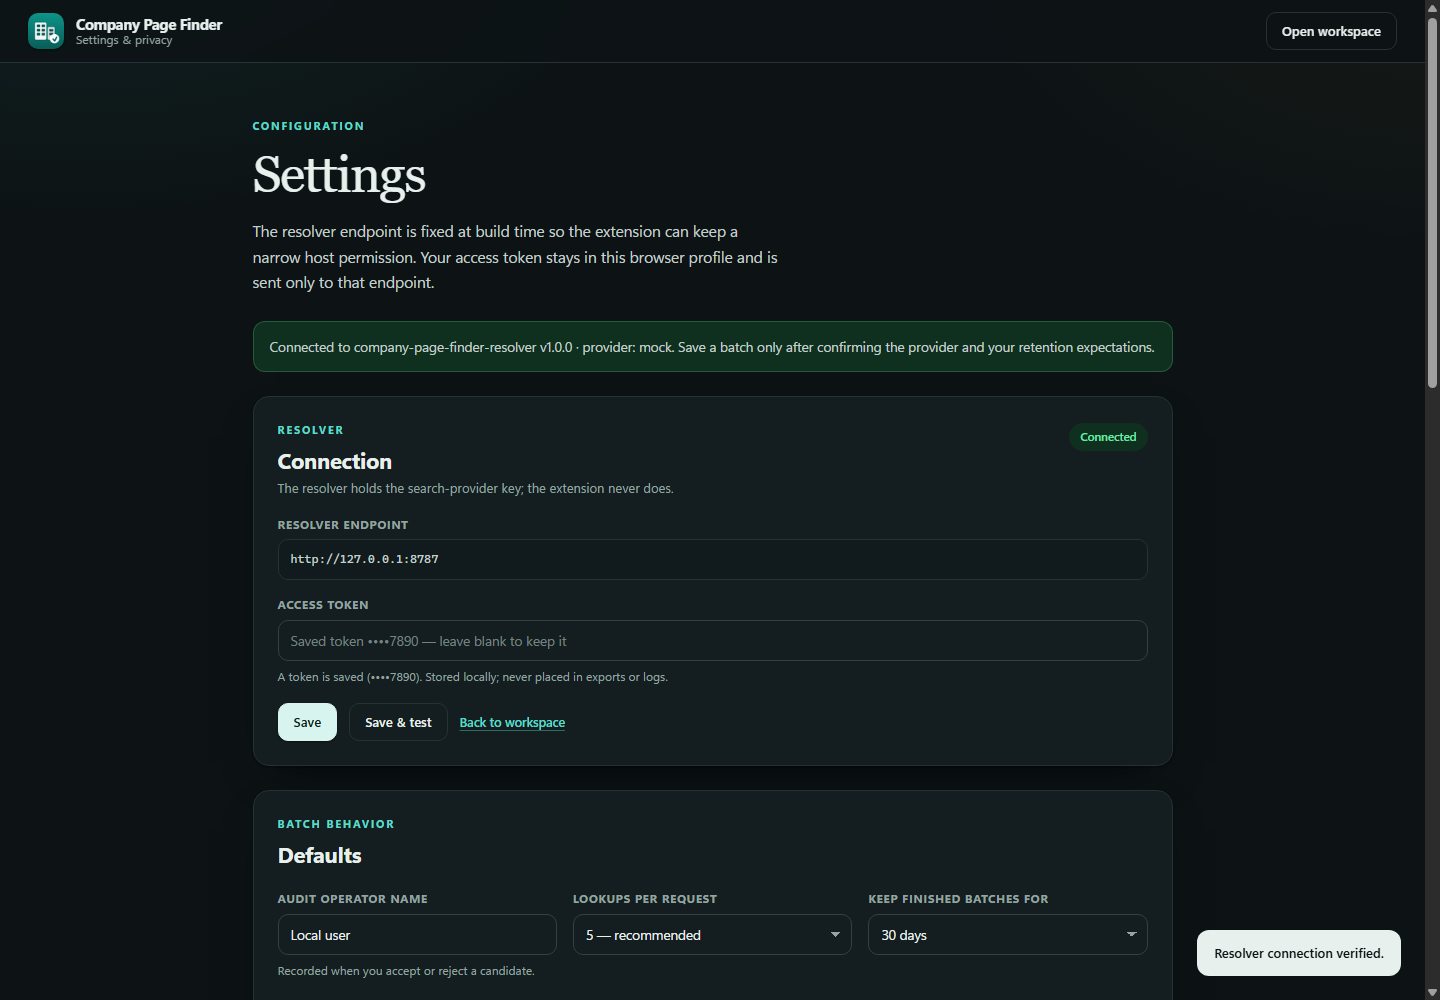 Company Page Finder
Settings & privacy
Open workspace
CONFIGURATION
Settings
The resolver endpoint is fixed at build time so the extension can keep a
narrow host permission. Your access token stays in this browser profile and is
sent only to that endpoint.
Connected to company-page-finder-resolver v1.0.0 · provider: mock. Save a batch only after confirming the provider and your retention expectations.
RESOLVER
Connected
Connection
The resolver holds the search-provider key; the extension never does.
RESOLVER ENDPOINT
http://127.0.0.1:8787
ACCESS TOKEN
Saved token ••••7890 — leave blank to keep it
A token is saved (••••7890). Stored locally; never placed in exports or logs.
Save
Save & test
Back to workspace
BATCH BEHAVIOR
Defaults
AUDIT OPERATOR NAME
LOOKUPS PER REQUEST
KEEP FINISHED BATCHES FOR
Local user
5 — recommended
30 days
Recorded when you accept or reject a candidate.
Resolver connection verified.